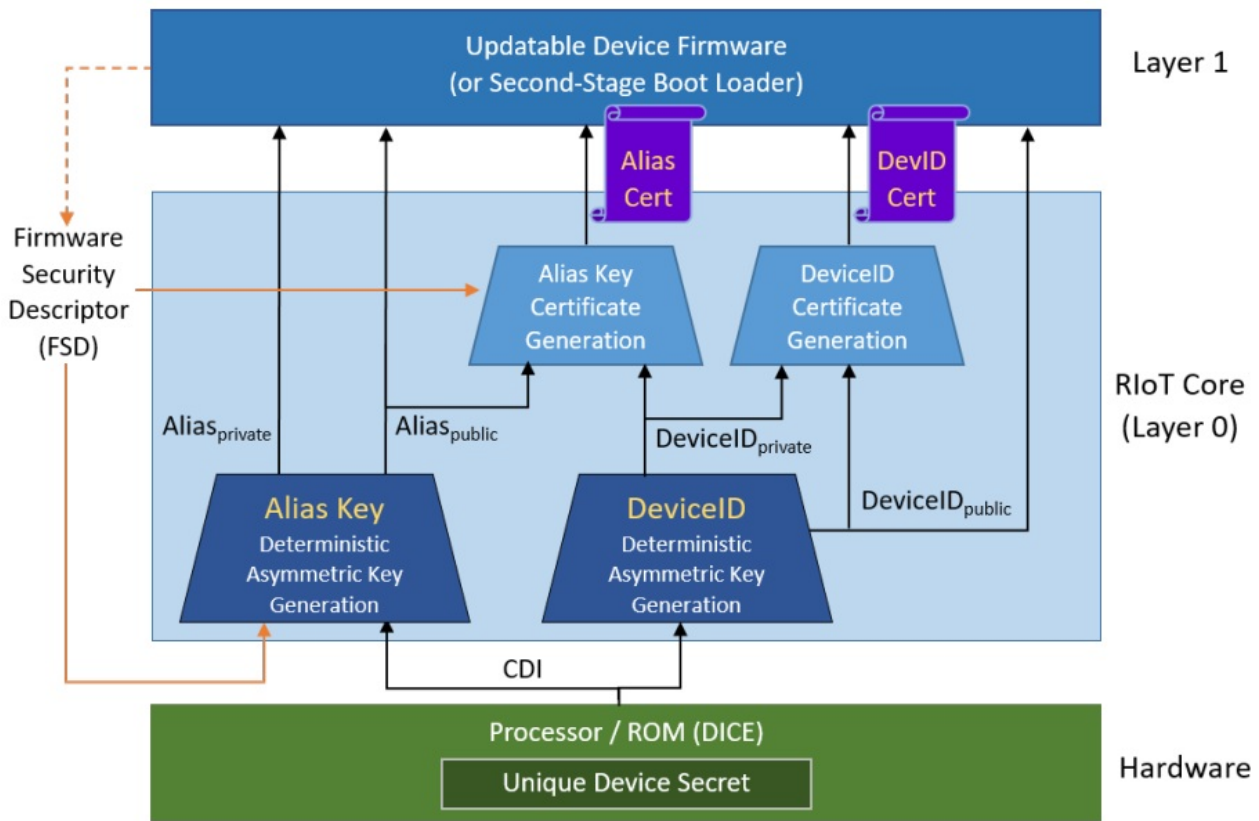 Updatable Device Firmware
(or Second-Stage Boot Loader)
Layer 1
Alias
Cert
DevID
Cert
Firmware
Security
Descriptor
(FSD)
Alias Key
Certificate
Generation
DeviceID
Certificate
Generation
RIoT Core
(Layer 0)
Aliasprivate
Aliaspublic
DeviceIDprivate
DeviceIDpublic
Alias Key
Deterministic
Asymmetric Key
Generation
DeviceID
Deterministic
Asymmetric Key
Generation
CDI
Processor / ROM (DICE)
Unique Device Secret
Hardware